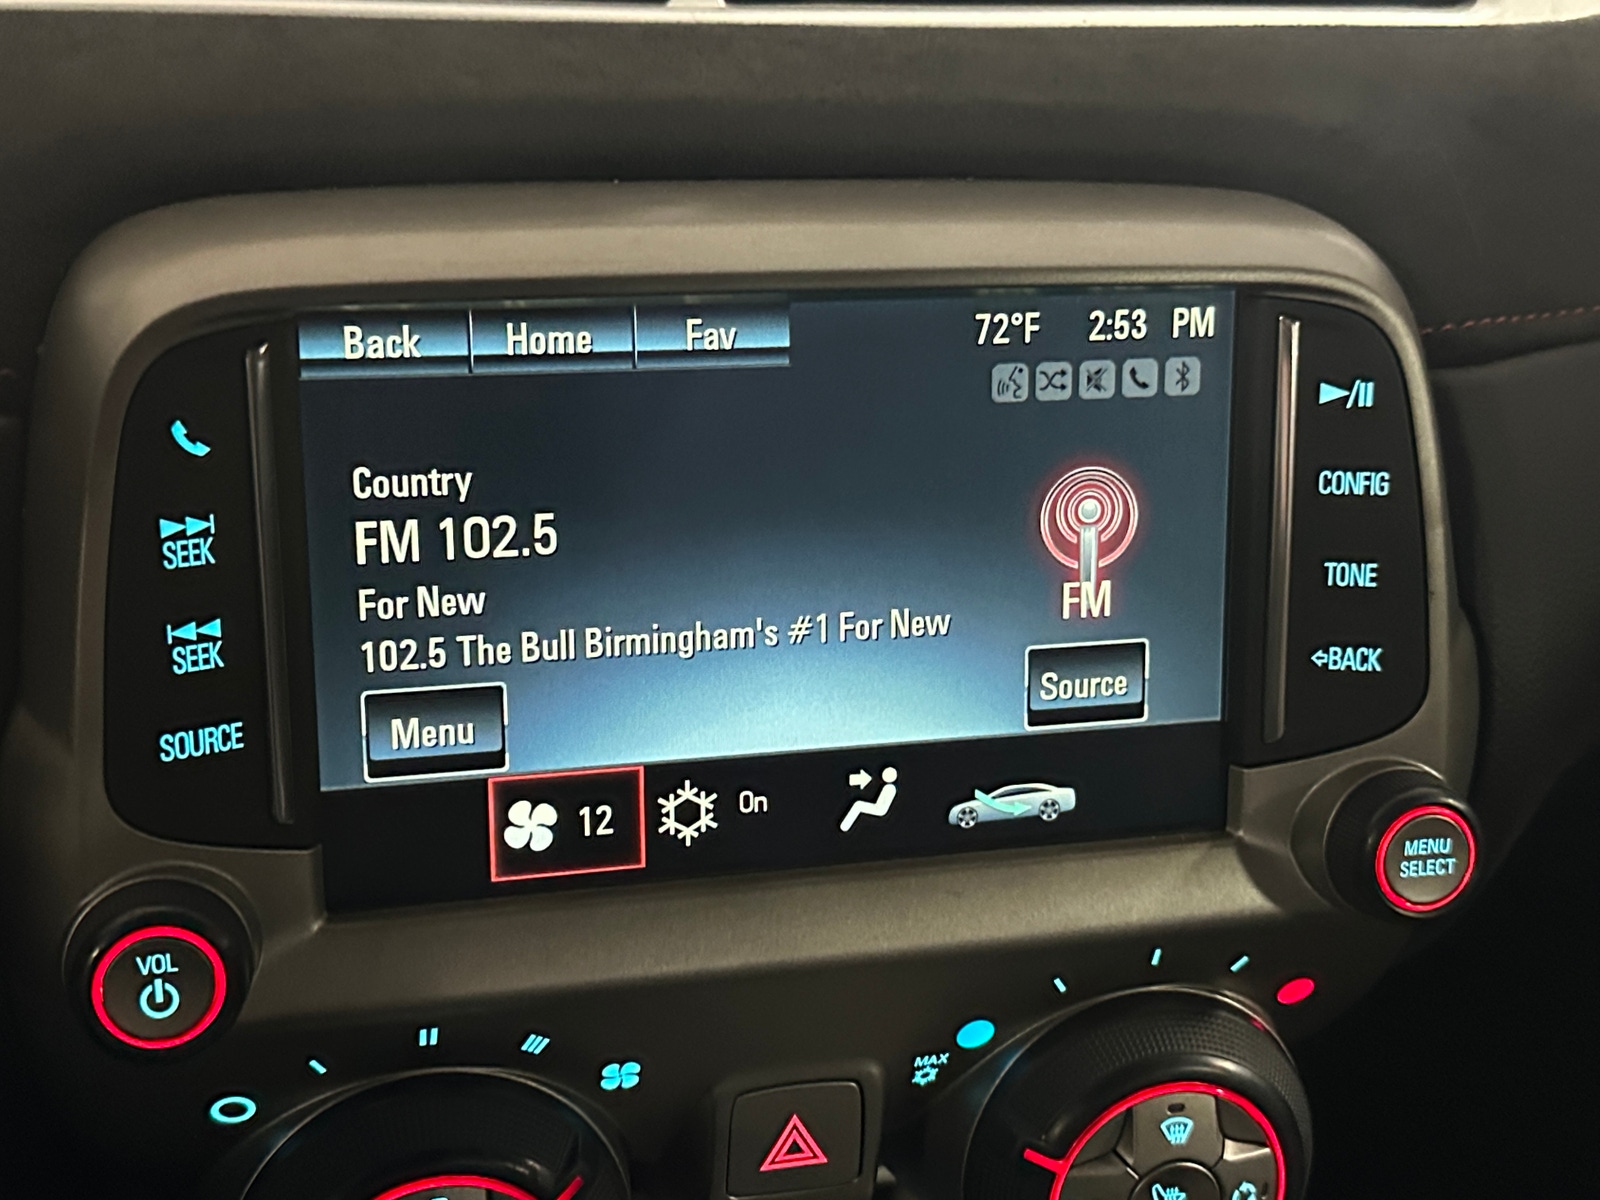 Back Home Fav 72°F 2:53 PM
Country
FM 102.5
For New
102.5 The Bull Birmingham's #1 For New
FM
Menu
Source
12
On
SEEK
SEEK
SOURCE
VOL
CONFIG
TONE
BACK
MENU
SELECT
MAX